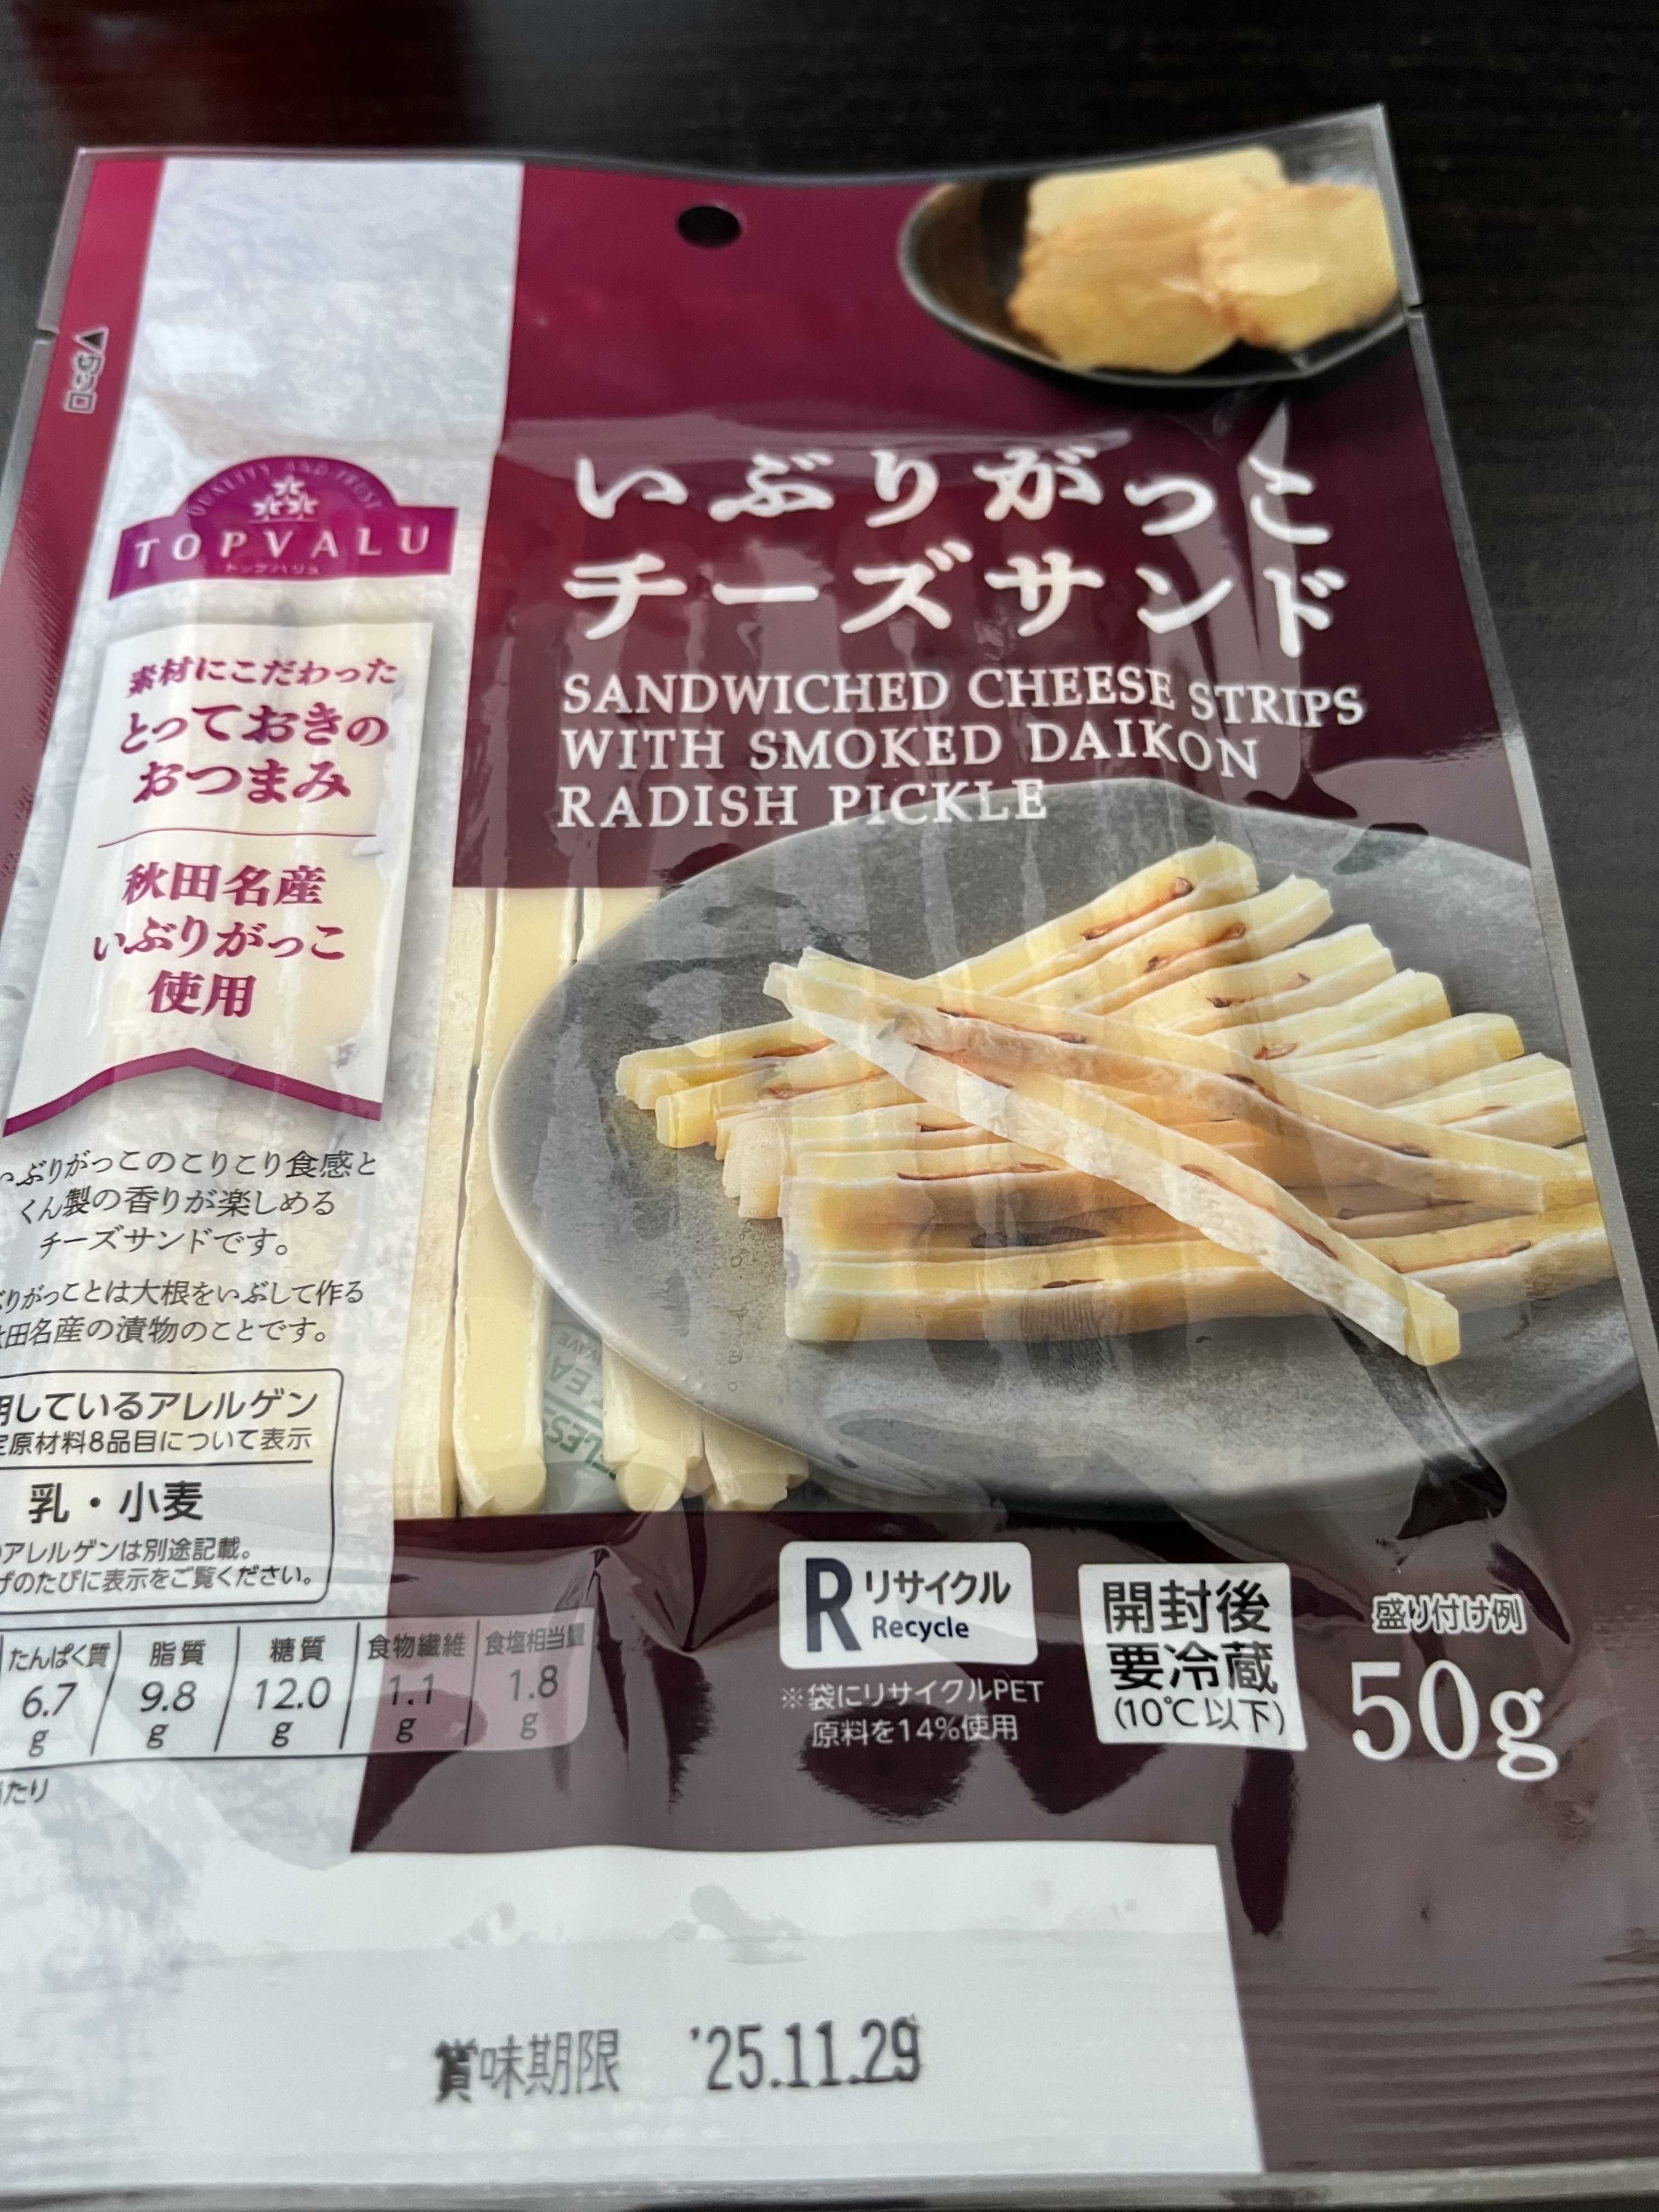 切り口
QUALITY AND TRUST
TOPVALU
トップバリュ
素材にこだわった
とっておきの
おつまみ
秋田名産
いぶりがっこ
使用
いぶりがっこ
チーズサンド
SANDWICHED CHEESE STRIPS
WITH SMOKED DAIKON
RADISH PICKLE
いぶりがっこのこりこり食感と
くん製の香りが楽しめる
チーズサンドです。
ぶりがっことは大根をいぶして作る
田名産の漬物のことです。
用しているアレルゲン
定原材料8品目について表示
乳・小麦
のアレルゲンは別途記載。
げのたびに表示をご覧ください。
たんぱく質 脂質 糖質 食物繊維 食塩相当量
6.7 9.8 12.0 1.1 1.8
g g g g g
当たり
R リサイクル
Recycle
※袋にリサイクルPET
原料を14%使用
開封後
要冷蔵
(10℃以下)
盛り付け例
50g
賞味期限 '25.11.29